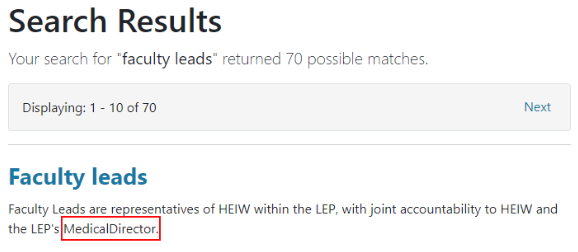 Search Results
Your search for "faculty leads" returned 70 possible matches.
Displaying: 1 - 10 of 70
Next
Faculty leads
Faculty Leads are representatives of HEIW within the LEP, with joint accountability to HEIW and
the LEP's MedicalDirector.